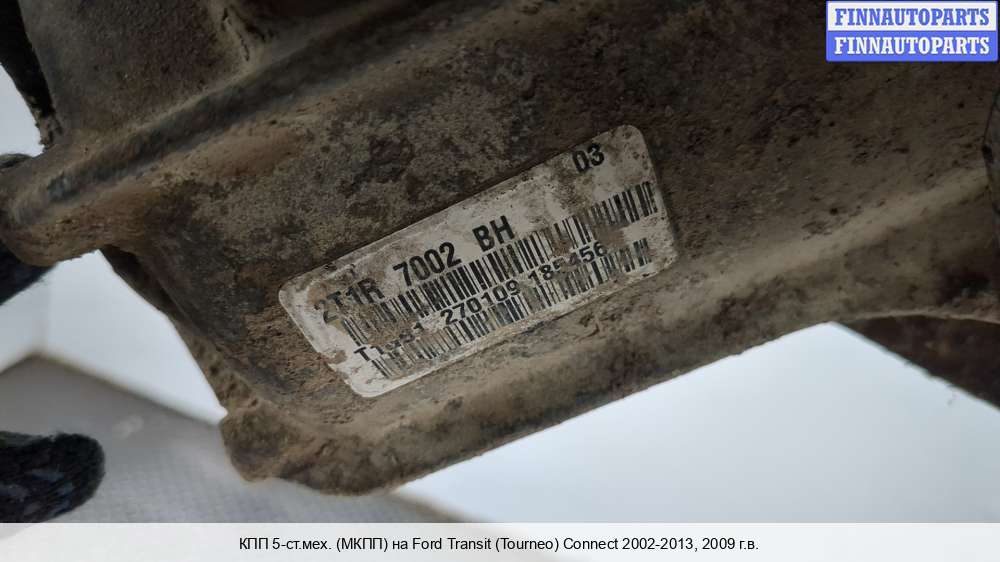 FINNAUTOPARTS
FINNAUTOPARTS
03
2T1R 7002 BH
270109
КПП 5-ст.мех. (МКПП) на Ford Transit (Tourneo) Connect 2002-2013, 2009 г.в.